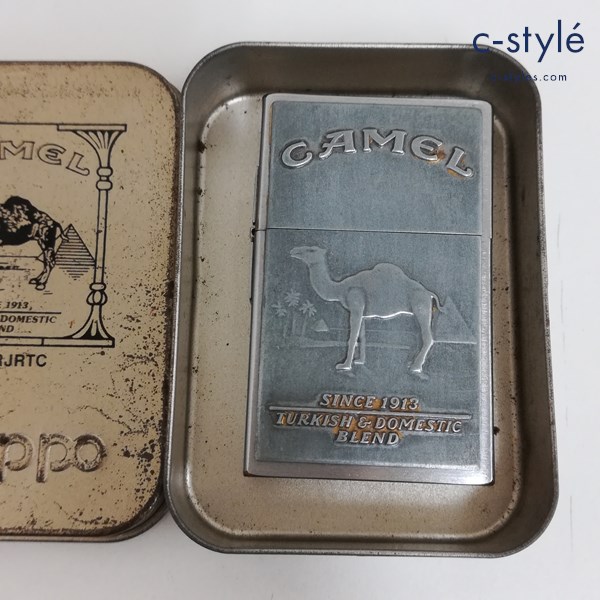 c-stylé
CAMEL
SINCE 1913
TURKISH & DOMESTIC
BLEND
MEL
1913,
DOMESTIC
ND
RJRTC
ippo